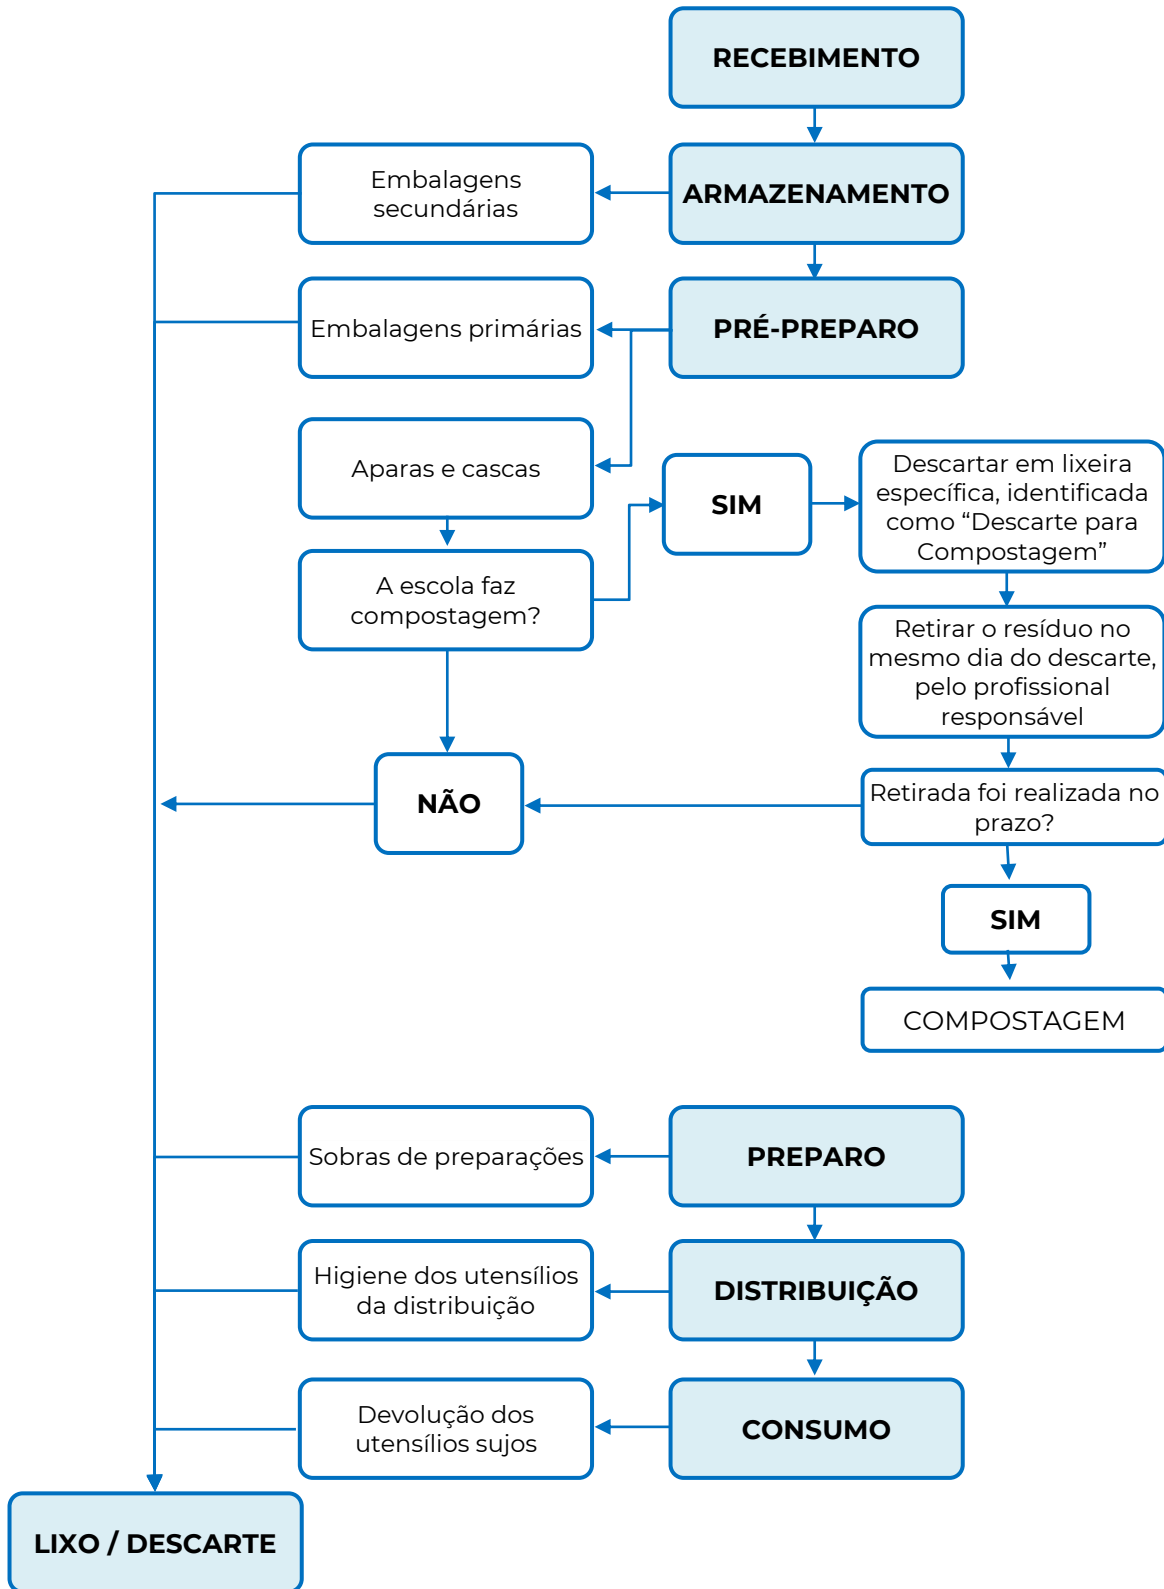 RECEBIMENTO
Embalagens
secundárias
ARMAZENAMENTO
Embalagens primárias
PRÉ-PREPARO
Aparas e cascas
SIM
Descartar em lixeira
específica, identificada
como “Descarte para
Compostagem”
A escola faz
compostagem?
Retirar o resíduo no
mesmo dia do descarte,
pelo profissional
responsável
NÃO
Retirada foi realizada no
prazo?
SIM
COMPOSTAGEM
Sobras de preparações
PREPARO
Higiene dos utensílios
da distribuição
DISTRIBUIÇÃO
Devolução dos
utensílios sujos
CONSUMO
LIXO / DESCARTE